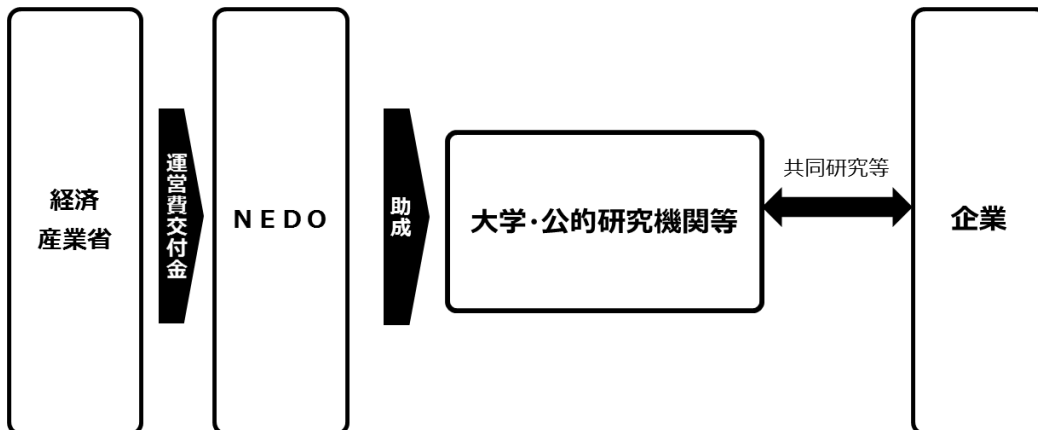 経済
産業省
運営費交付金
NEDO
助成
大学・公的研究機関等
共同研究等
企業